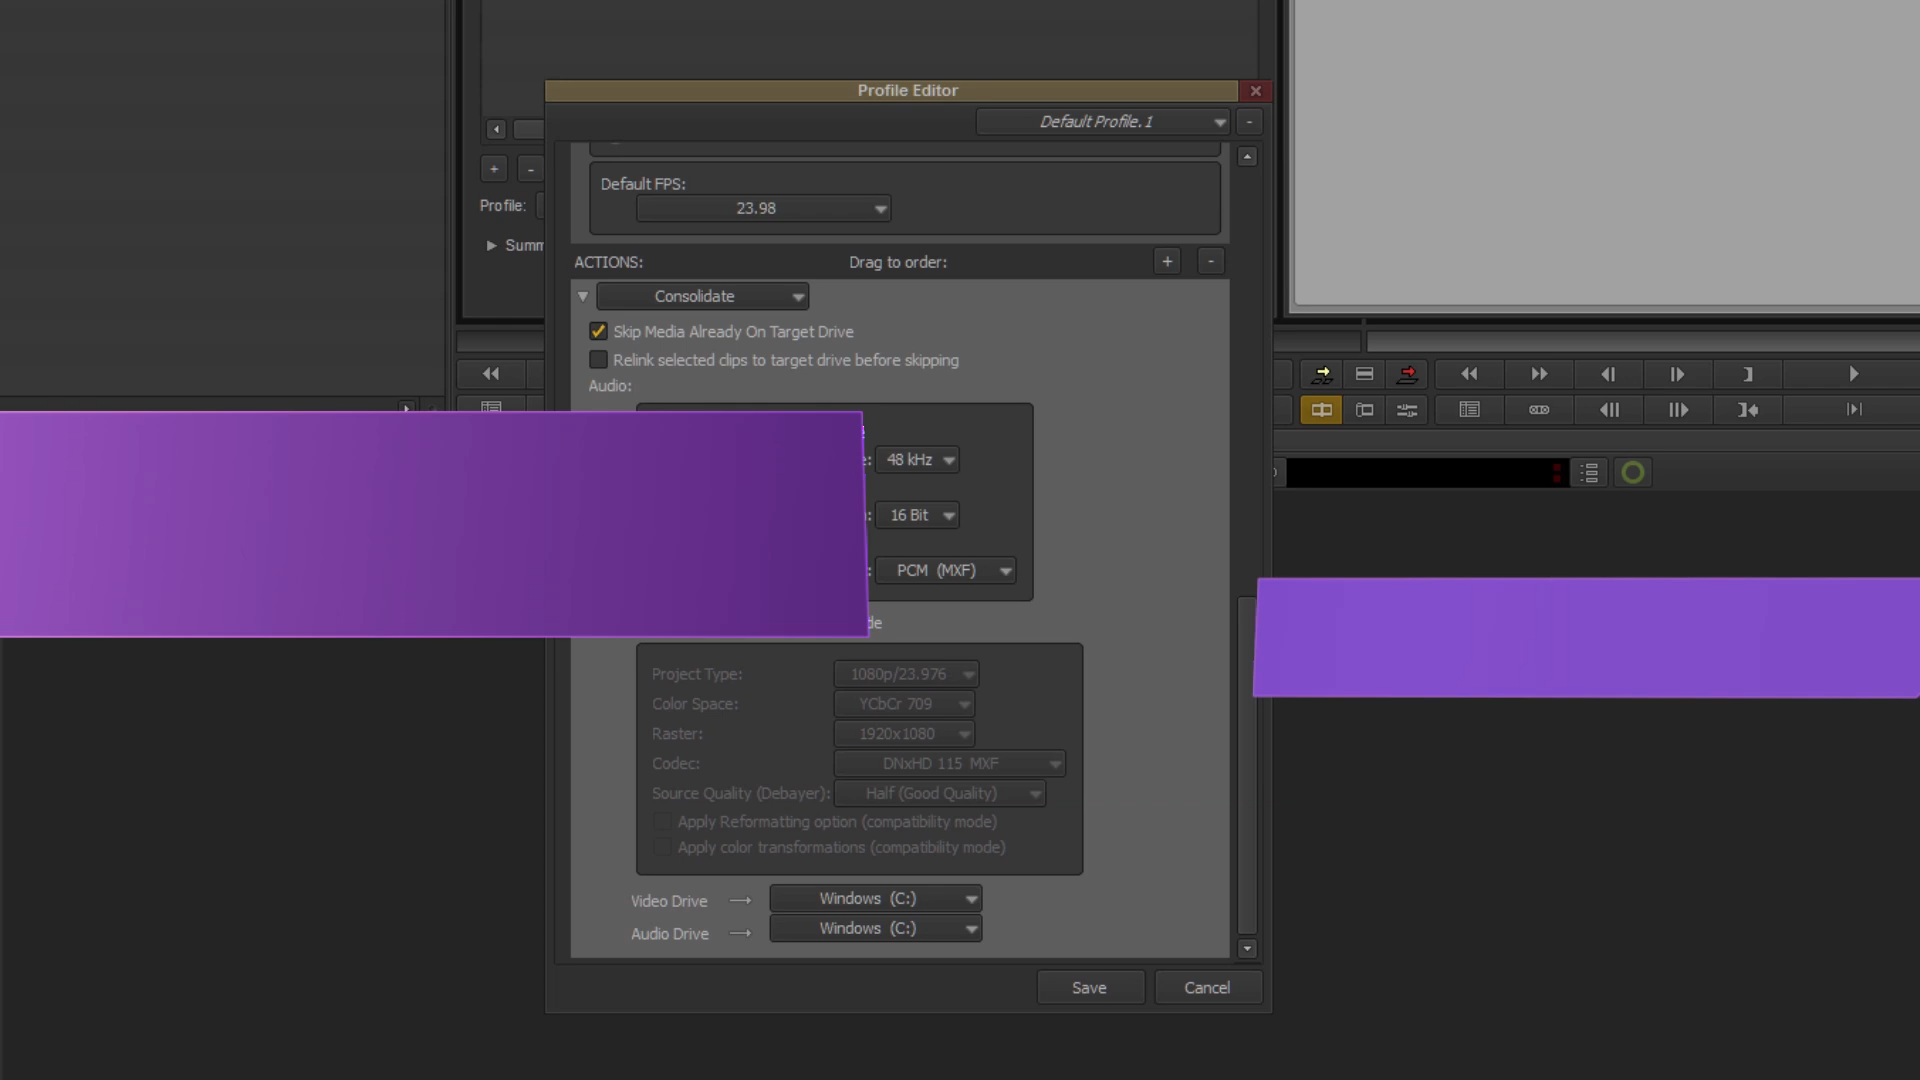 Profile Editor
Default Profile.1
Default FPS:
23.98
Profile:
ACTIONS:
Drag to order:
Consolidate
Skip Media Already On Target Drive
Relink selected clips to target drive before skipping
Audio:
48 kHz
16 Bit
PCM (MXF)
Project Type:
1080p/23.976
Color Space:
YCbCr 709
Raster:
1920x1080
Codec:
DNxHD 115 MXF
Source Quality (Debayer):
Half (Good Quality)
Apply Reformatting option (compatibility mode)
Apply color transformations (compatibility mode)
Video Drive
Windows (C:)
Audio Drive
Windows (C:)
Save
Cancel